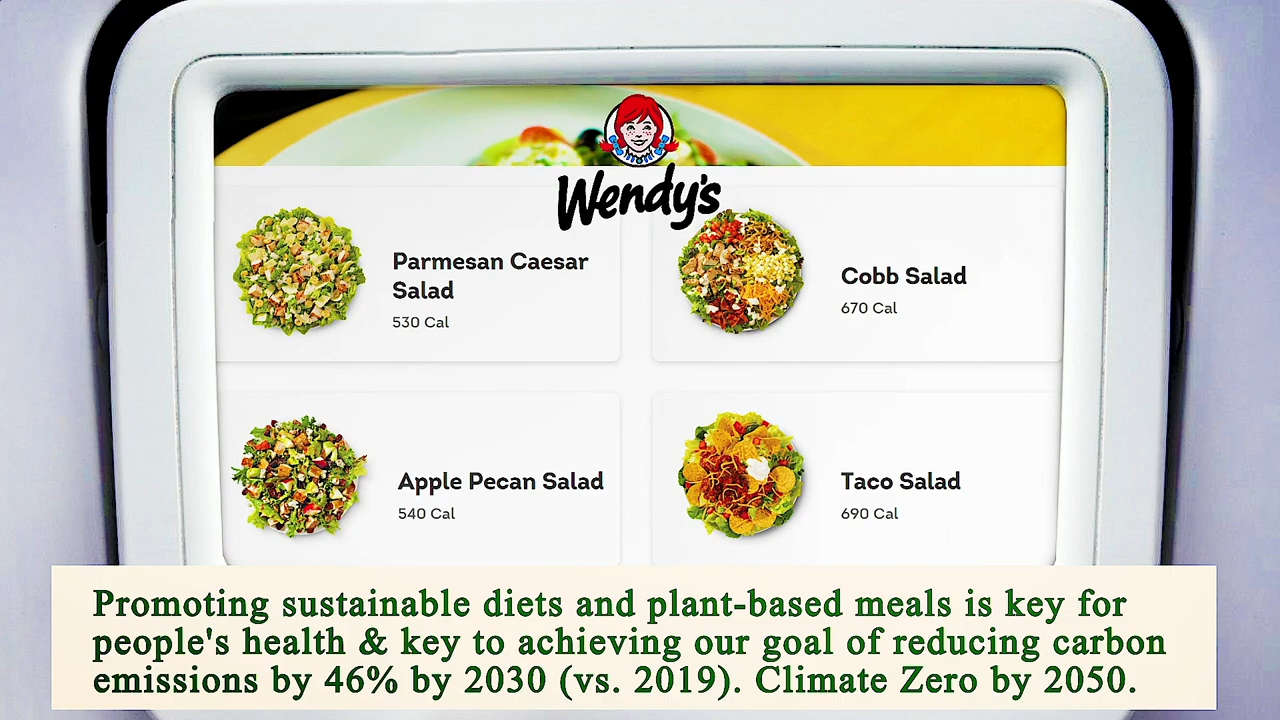 Wendy's
Parmesan Caesar
Salad
530 Cal
Cobb Salad
670 Cal
Apple Pecan Salad
540 Cal
Taco Salad
690 Cal
Promoting sustainable diets and plant-based meals is key for
people's health & key to achieving our goal of reducing carbon
emissions by 46% by 2030 (vs. 2019). Climate Zero by 2050.